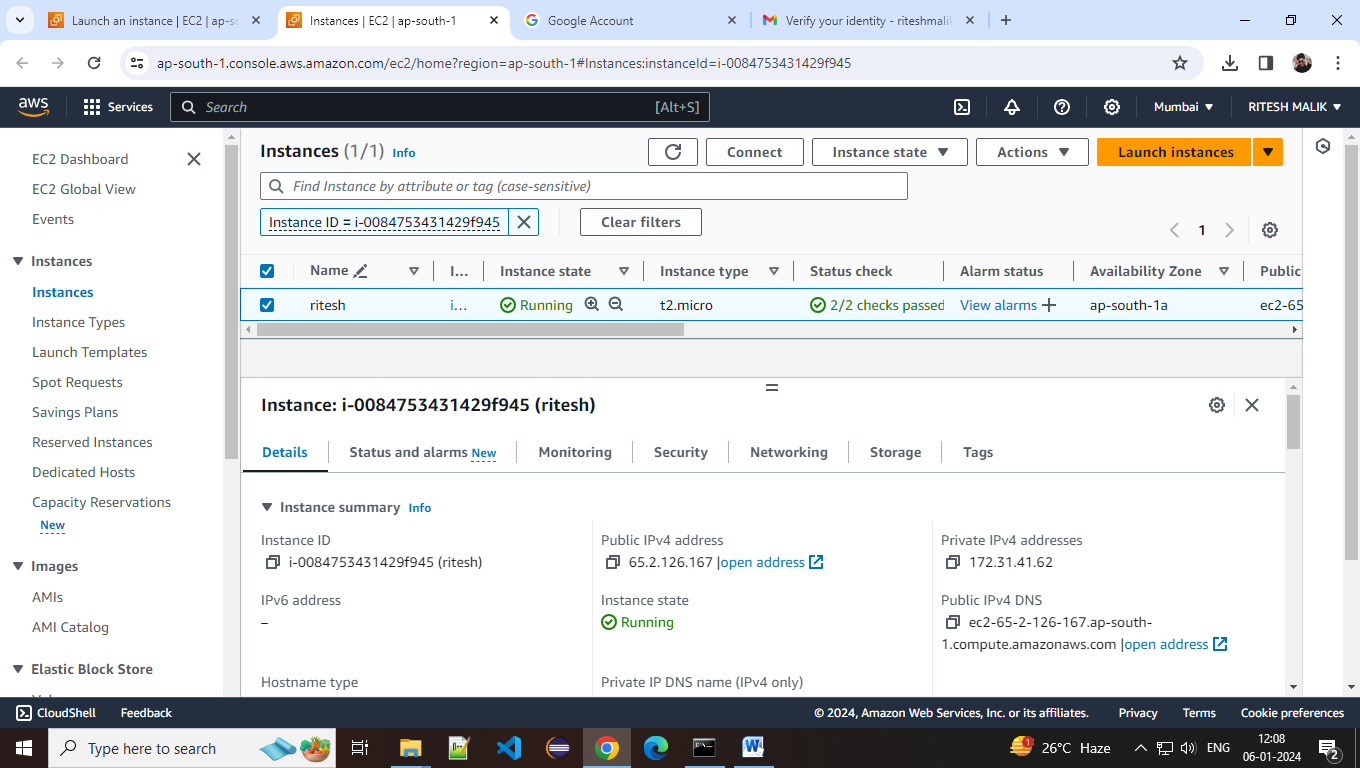 Launch an instance | EC2 | ap-sc
Instances | EC2 | ap-south-1
Google Account
Verify your identity - riteshmalik
ap-south-1.console.aws.amazon.com/ec2/home?region=ap-south-1#Instances:instanceId=i-0084753431429f945
aws
Services
Search
[Alt+S]
Mumbai
RITESH MALIK
EC2 Dashboard
EC2 Global View
Events
Instances
Instances
Instance Types
Launch Templates
Spot Requests
Savings Plans
Reserved Instances
Dedicated Hosts
Capacity Reservations
New
Images
AMIs
AMI Catalog
Elastic Block Store
Instances (1/1) Info
Connect
Instance state
Actions
Launch instances
Find Instance by attribute or tag (case-sensitive)
Instance ID = i-0084753431429f945
Clear filters
1
Name
I...
Instance state
Instance type
Status check
Alarm status
Availability Zone
Public
ritesh
i...
Running
t2.micro
2/2 checks passed
View alarms
ap-south-1a
ec2-65
Instance: i-0084753431429f945 (ritesh)
Details
Status and alarms New
Monitoring
Security
Networking
Storage
Tags
Instance summary Info
Instance ID
i-0084753431429f945 (ritesh)
Public IPv4 address
65.2.126.167 |open address
Private IPv4 addresses
172.31.41.62
IPv6 address
–
Instance state
Running
Public IPv4 DNS
ec2-65-2-126-167.ap-south-
1.compute.amazonaws.com |open address
Hostname type
Private IP DNS name (IPv4 only)
CloudShell
Feedback
© 2024, Amazon Web Services, Inc. or its affiliates.
Privacy
Terms
Cookie preferences
Type here to search
26°C Haze
ENG
12:08
06-01-2024
2